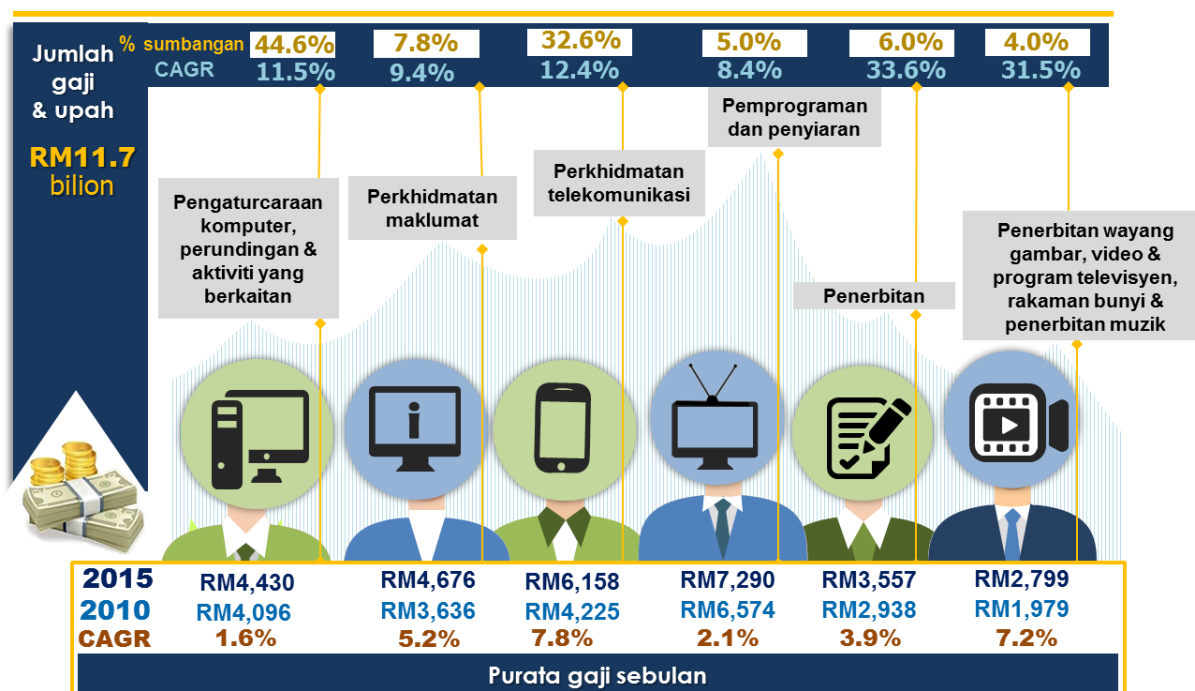 Jumlah
gaji
& upah
RM11.7
bilion
% sumbangan 44.6% 7.8% 32.6% 5.0% 6.0% 4.0%
CAGR 11.5% 9.4% 12.4% 8.4% 33.6% 31.5%
Pengaturcaraan
komputer,
perundingan &
aktiviti yang
berkaitan
Perkhidmatan
maklumat
Perkhidmatan
telekomunikasi
Pemprograman
dan penyiaran
Penerbitan
Penerbitan wayang
gambar, video &
program televisyen,
rakaman bunyi &
penerbitan muzik
2015 RM4,430 RM4,676 RM6,158 RM7,290 RM3,557 RM2,799
2010 RM4,096 RM3,636 RM4,225 RM6,574 RM2,938 RM1,979
CAGR 1.6% 5.2% 7.8% 2.1% 3.9% 7.2%
Purata gaji sebulan